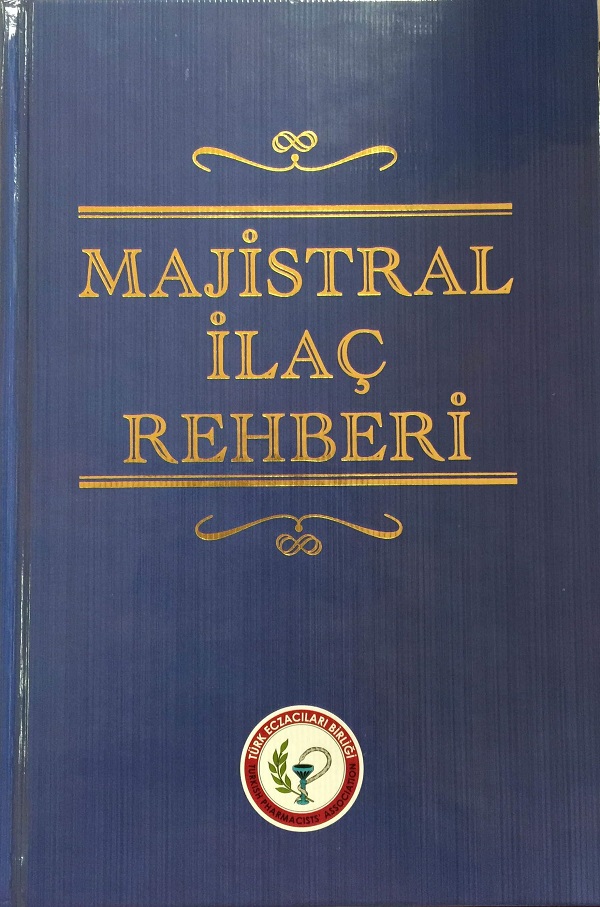 MAJİSTRAL
İLAÇ
REHBERİ
TÜRK ECZACILARI BİRLİĞİ
TURKISH PHARMACISTS' ASSOCIATION